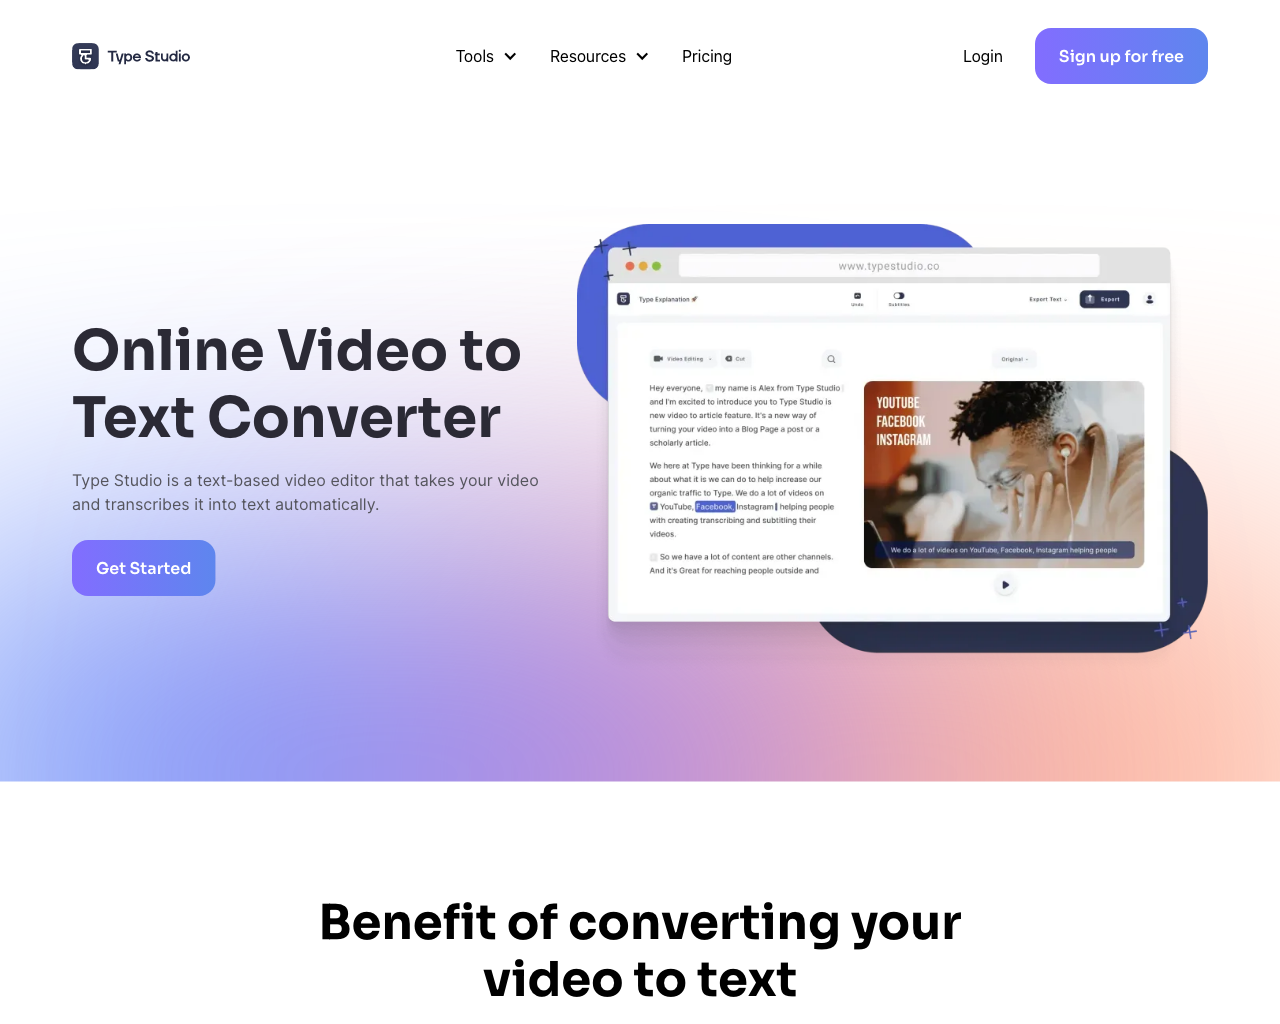 Type Studio
Tools
Resources
Pricing
Login
Sign up for free
Online Video to
Text Converter
Type Studio is a text-based video editor that takes your video
and transcribes it into text automatically.
Get Started
www.typestudio.co
Type Explanation 🚀
Undo
Subtitles
Export Text
Export
Video Editing
Cut
Original
Hey everyone, my name is Alex from Type Studio
and I'm excited to introduce you to Type Studio is
new video to article feature. It's a new way of
turning your video into a Blog Page a post or a
scholarly article.
We here at Type have been thinking for a while
about what it is we can do to help increase our
organic traffic to Type. We do a lot of videos on
YouTube, Facebook, Instagram helping people
with creating transcribing and subtitling their
videos.
So we have a lot of content are other channels.
And it's Great for reaching people outside and
YOUTUBE
FACEBOOK
INSTAGRAM
We do a lot of videos on YouTube, Facebook, Instagram helping people
Benefit of converting your
video to text